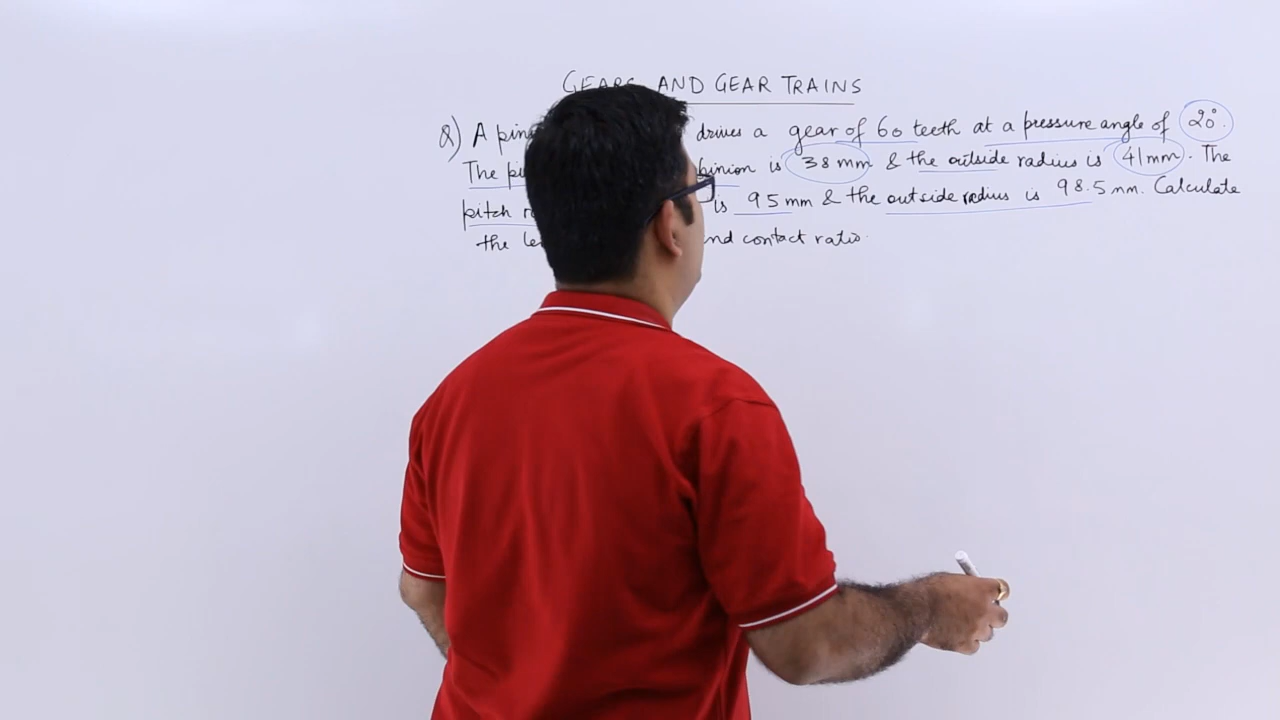 GEARS AND GEAR TRAINS
Q) A drives a gear of 60 teeth at a pressure angle of 20°.
The pinion is 38 mm & the outside radius is 41 mm. The
pitch is 95 mm & the outside radius is 98.5 mm. Calculate
the and contact ratio.